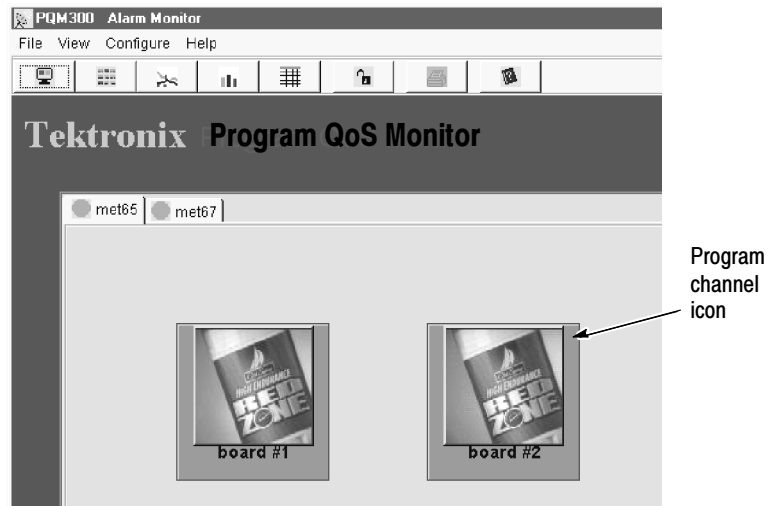 PQM300 Alarm Monitor
File View Configure Help
Tektronix Program QoS Monitor
met65 met67
Program
channel
icon
HIGH ENDURANCE
RED
ZONE
board #1
HIGH ENDURANCE
RED
ZONE
board #2